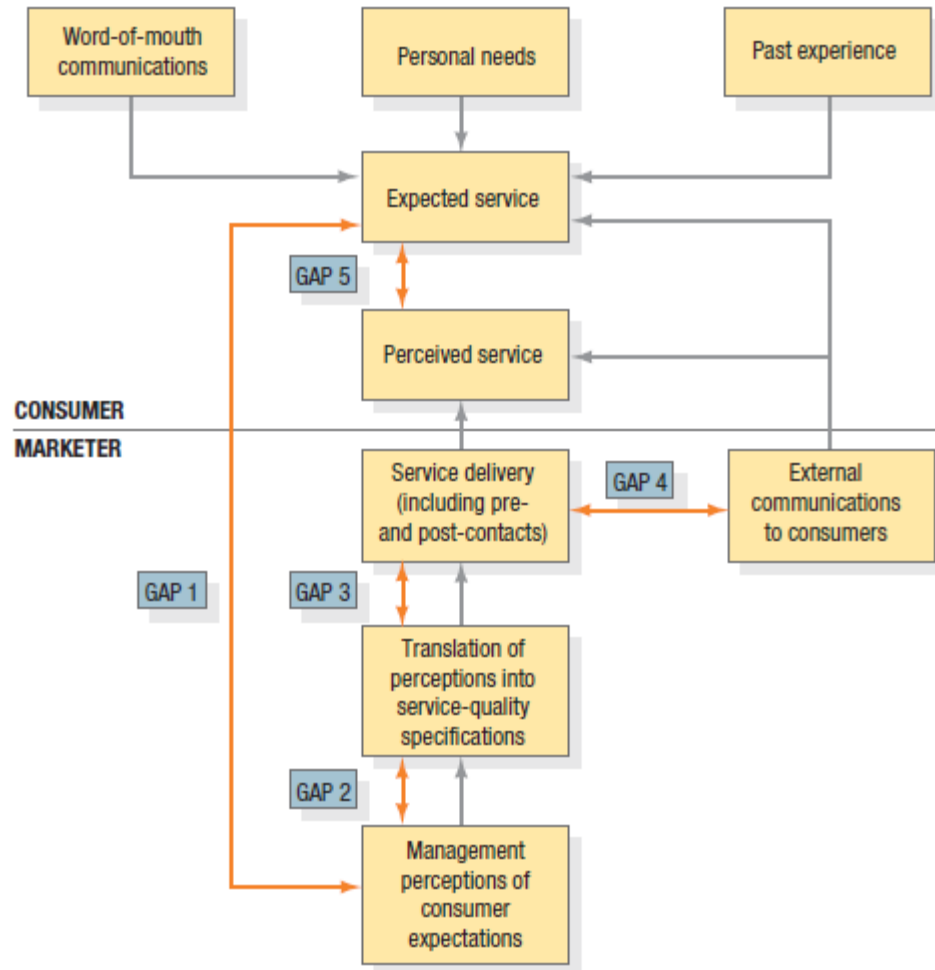 Word-of-mouth
communications
Personal needs
Past experience
Expected service
GAP 5
Perceived service
CONSUMER
MARKETER
Service delivery
(including pre-
and post-contacts)
GAP 4
External
communications
to consumers
GAP 1
GAP 3
Translation of
perceptions into
service-quality
specifications
GAP 2
Management
perceptions of
consumer
expectations